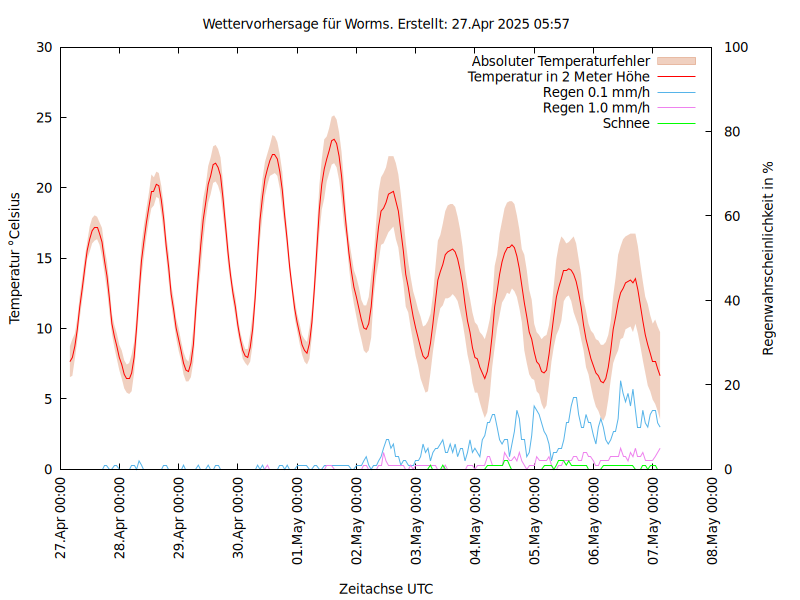 Wettervorhersage für Worms. Erstellt: 27.Apr 2025 05:57
Absoluter Temperaturfehler
Temperatur in 2 Meter Höhe
Regen 0.1 mm/h
Regen 1.0 mm/h
Schnee
Temperatur °Celsius
30
25
20
15
10
5
0
100
80
60
40
20
0
Regenwahrscheinlichkeit in %
27.Apr 00:00
28.Apr 00:00
29.Apr 00:00
30.Apr 00:00
01.May 00:00
02.May 00:00
03.May 00:00
04.May 00:00
05.May 00:00
06.May 00:00
07.May 00:00
08.May 00:00
Zeitachse UTC